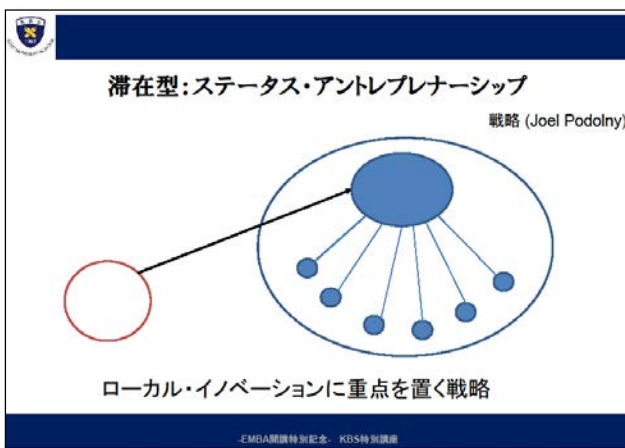 KBS
滞在型：ステータス・アントレプレナーシップ
戦略 (Joel Podolny)
ローカル・イノベーションに重点を置く戦略
-EMBA開講特別記念- KBS特別講座